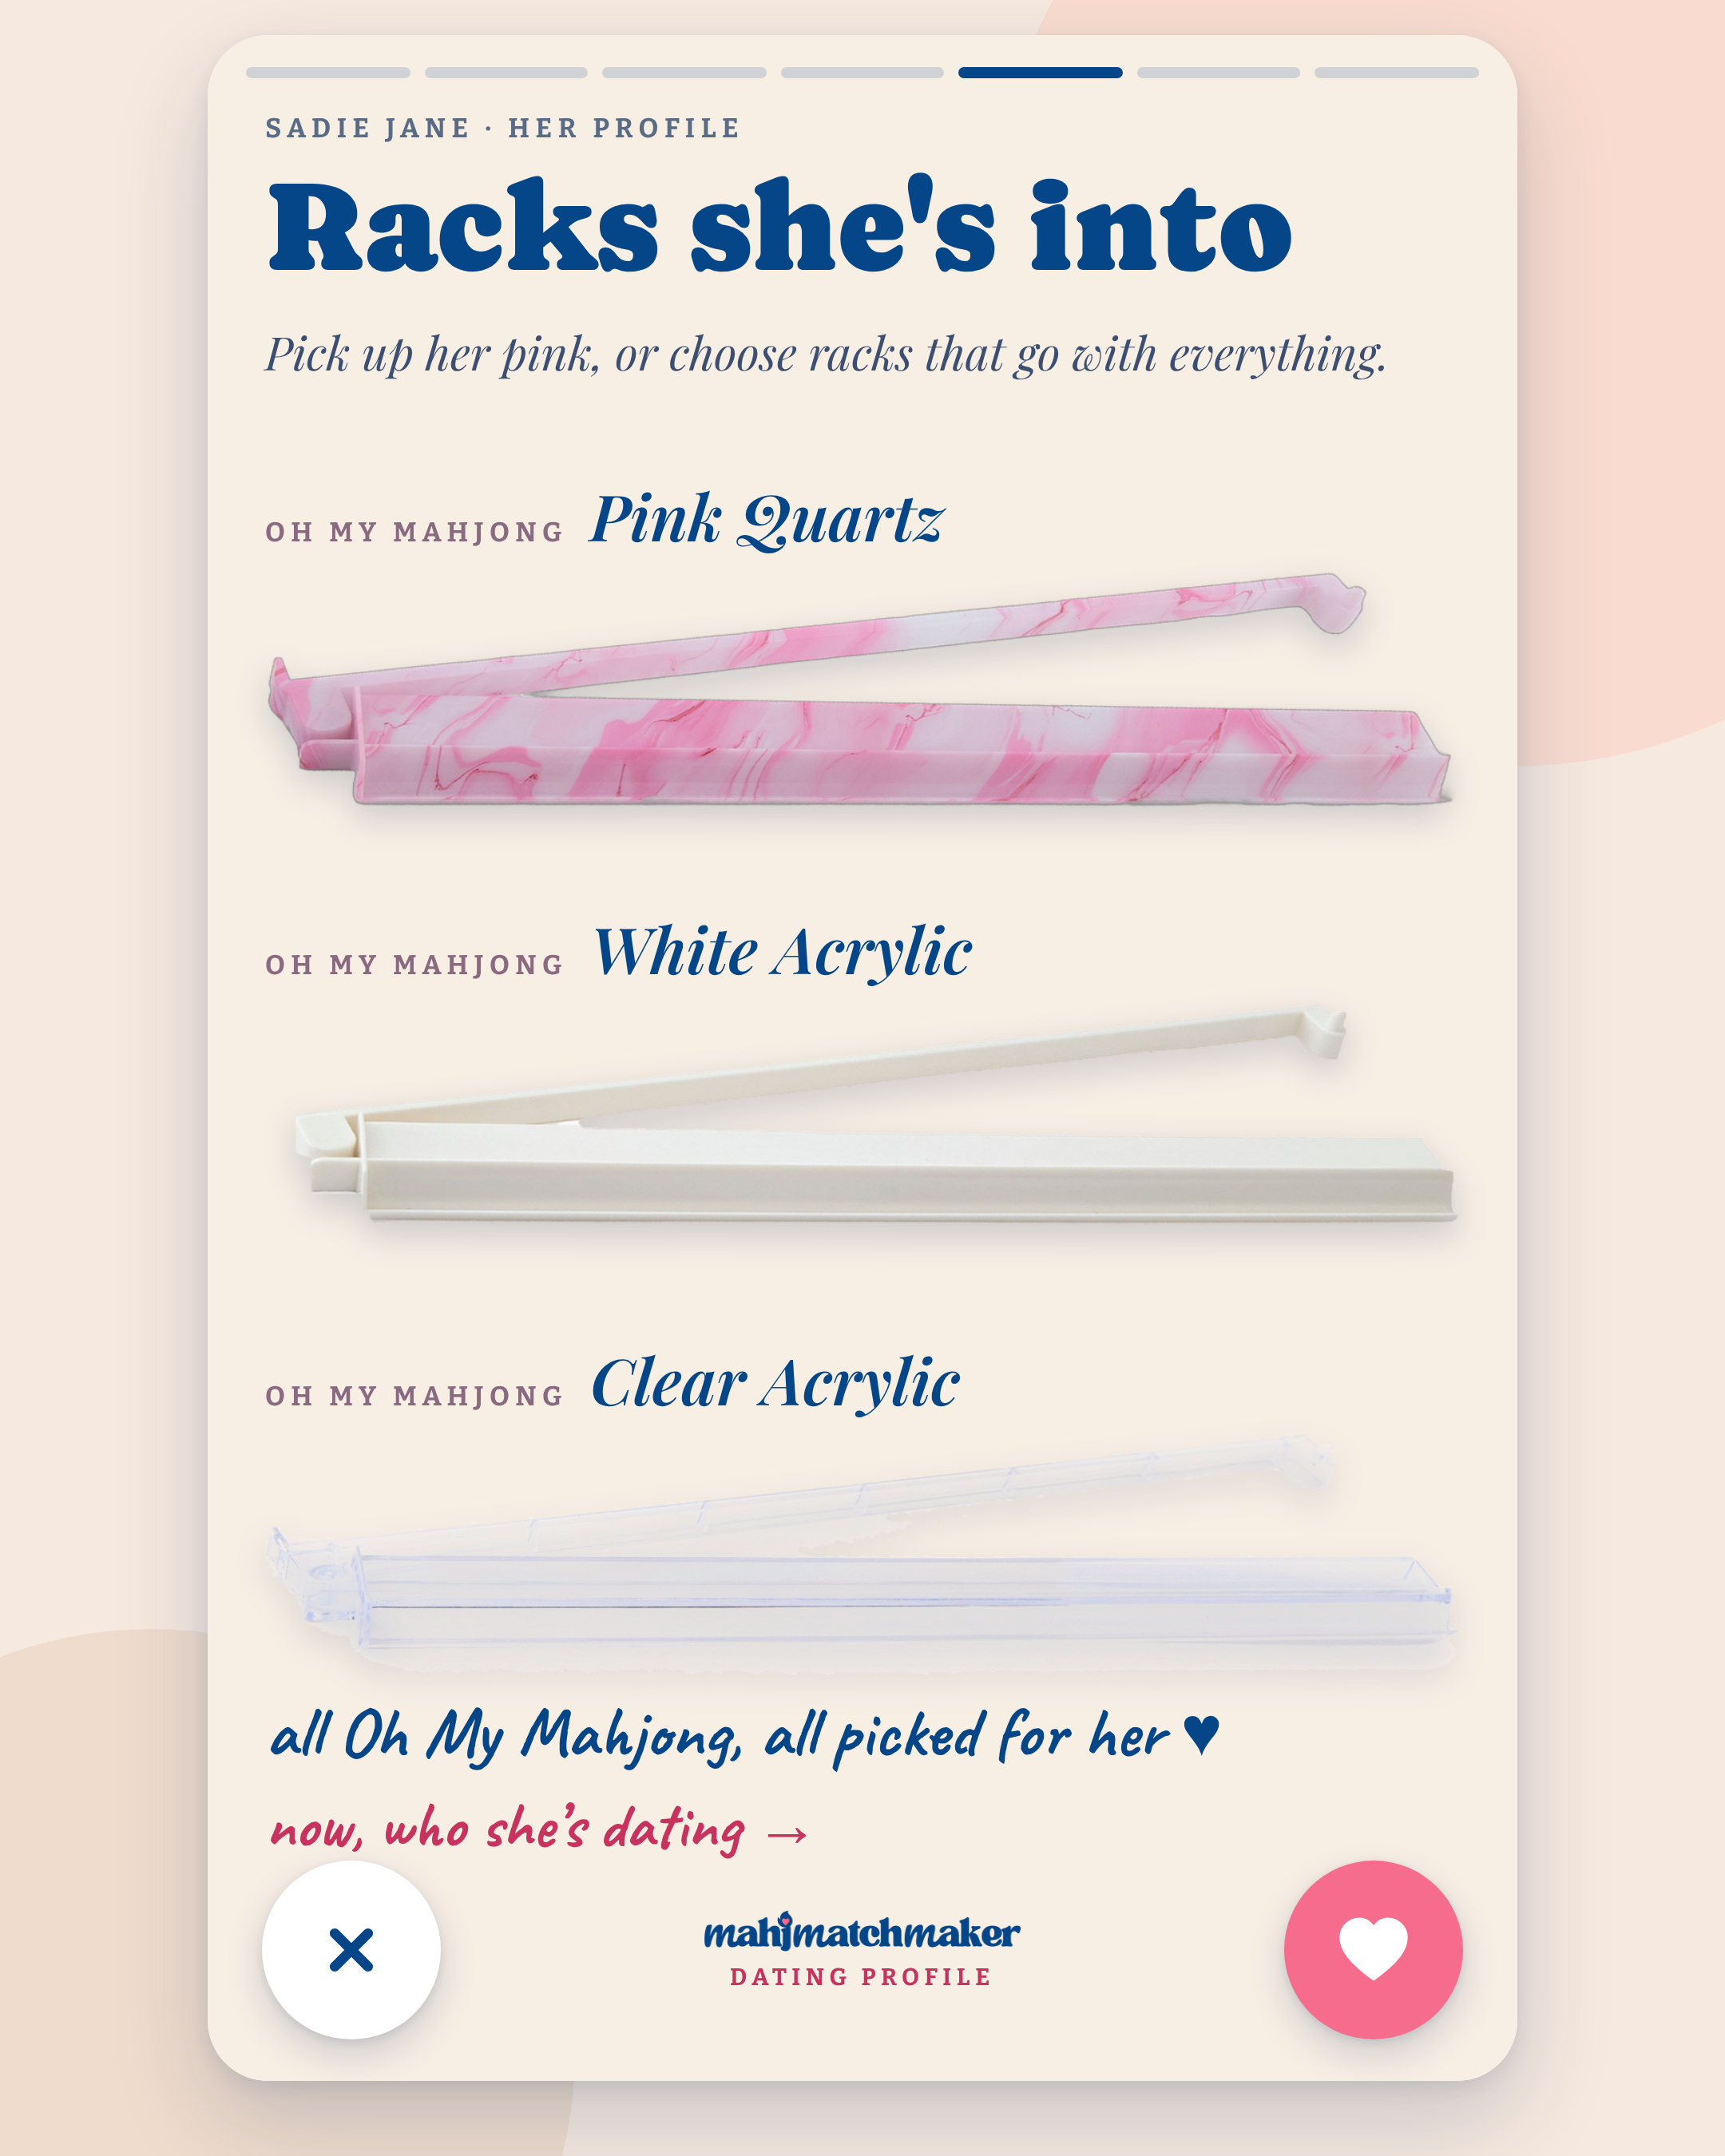 SADIE JANE · HER PROFILE
Racks she's into
Pick up her pink, or choose racks that go with everything.
OH MY MAHJONG Pink Quartz
OH MY MAHJONG White Acrylic
OH MY MAHJONG Clear Acrylic
all Oh My Mahjong, all picked for her ♥
now, who she’s dating →
mahjmatchmaker
DATING PROFILE